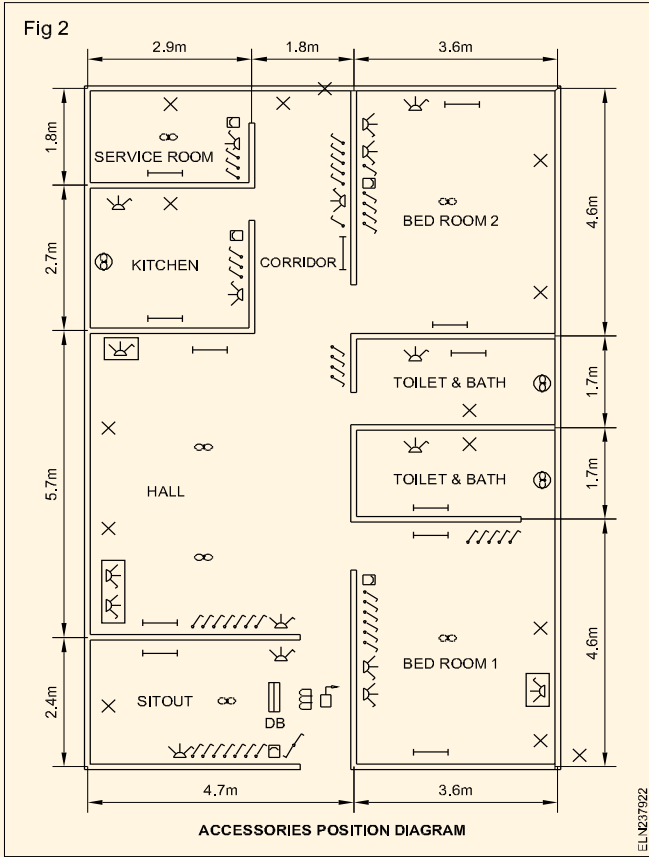 Fig 2
2.9m
1.8m
3.6m
1.8m
SERVICE ROOM
2.7m
KITCHEN
CORRIDOR
BED ROOM 2
4.6m
TOILET & BATH
1.7m
5.7m
HALL
TOILET & BATH
1.7m
BED ROOM 1
4.6m
2.4m
SITOUT
DB
4.7m
3.6m
ACCESSORIES POSITION DIAGRAM
ELN237922